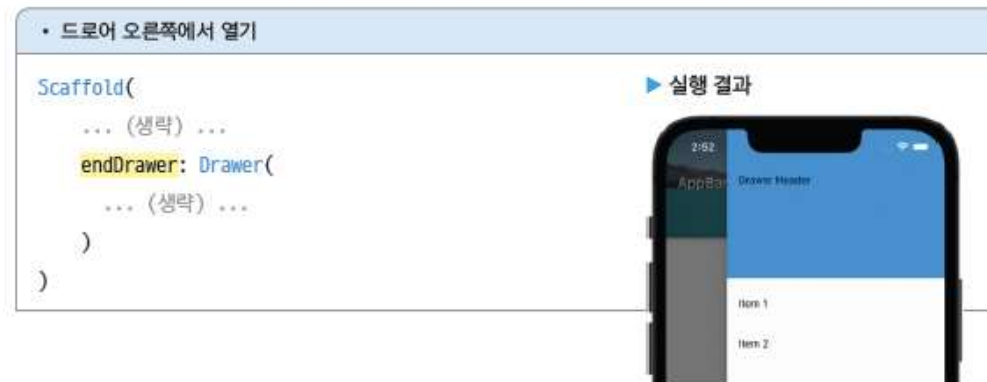 • 드로어 오른쪽에서 열기
Scaffold(
... (생략) ...
endDrawer: Drawer(
... (생략) ...
)
)
▶ 실행 결과
2:52
AppBar
Drawer Header
Item 1
Item 2